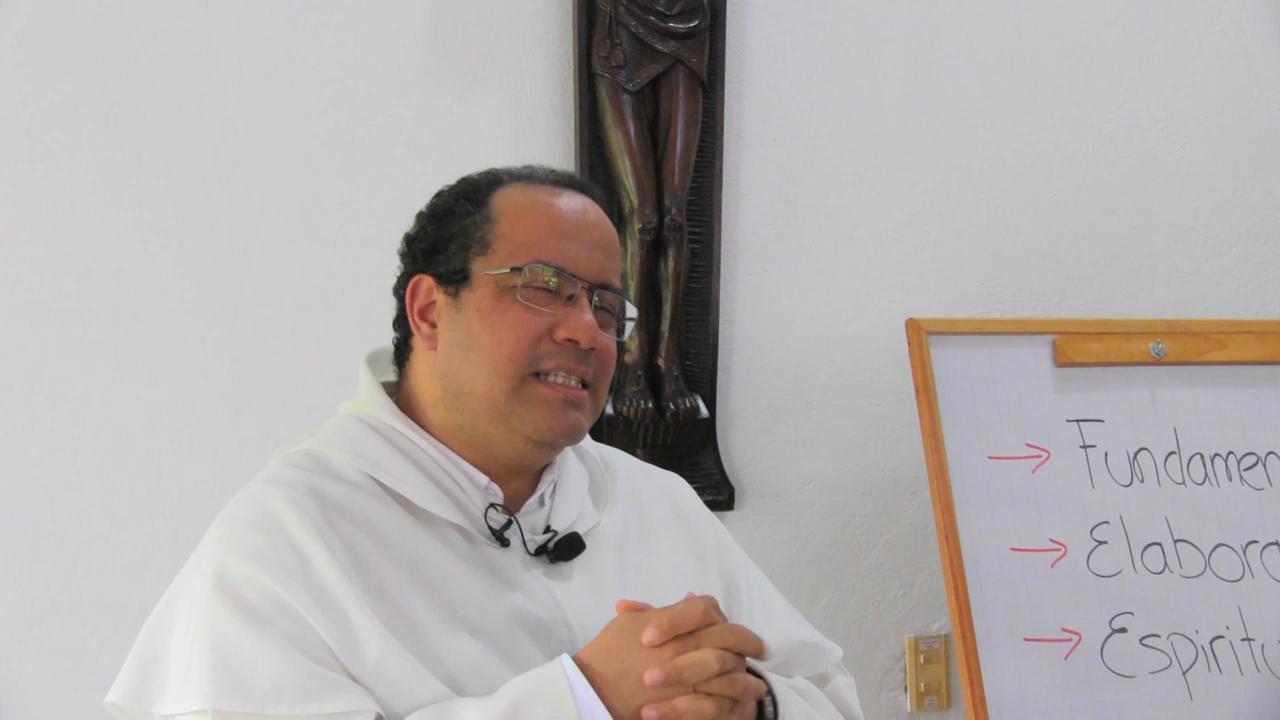 → Fundamen
→ Elabora
→ Espiritu